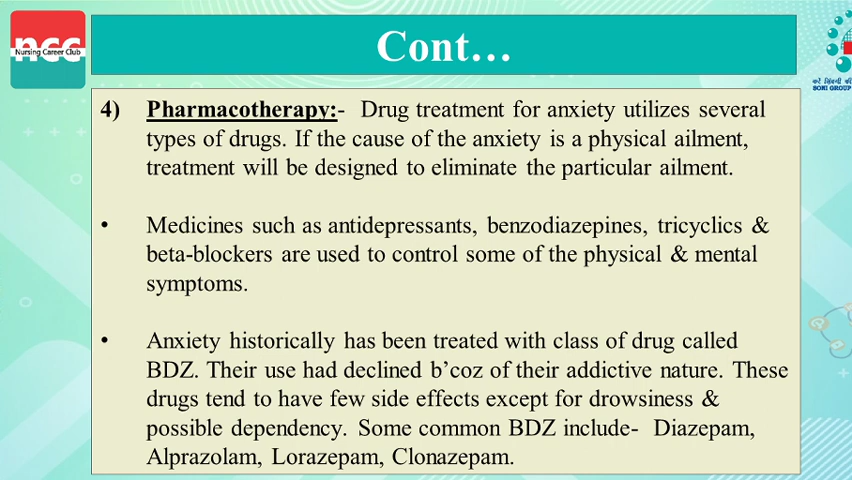 ncc
Nursing Career Club
Cont…
4) Pharmacotherapy:- Drug treatment for anxiety utilizes several
types of drugs. If the cause of the anxiety is a physical ailment,
treatment will be designed to eliminate the particular ailment.
• Medicines such as antidepressants, benzodiazepines, tricyclics &
beta-blockers are used to control some of the physical & mental
symptoms.
• Anxiety historically has been treated with class of drug called
BDZ. Their use had declined b’coz of their addictive nature. These
drugs tend to have few side effects except for drowsiness &
possible dependency. Some common BDZ include- Diazepam,
Alprazolam, Lorazepam, Clonazepam.
SONI GROUP